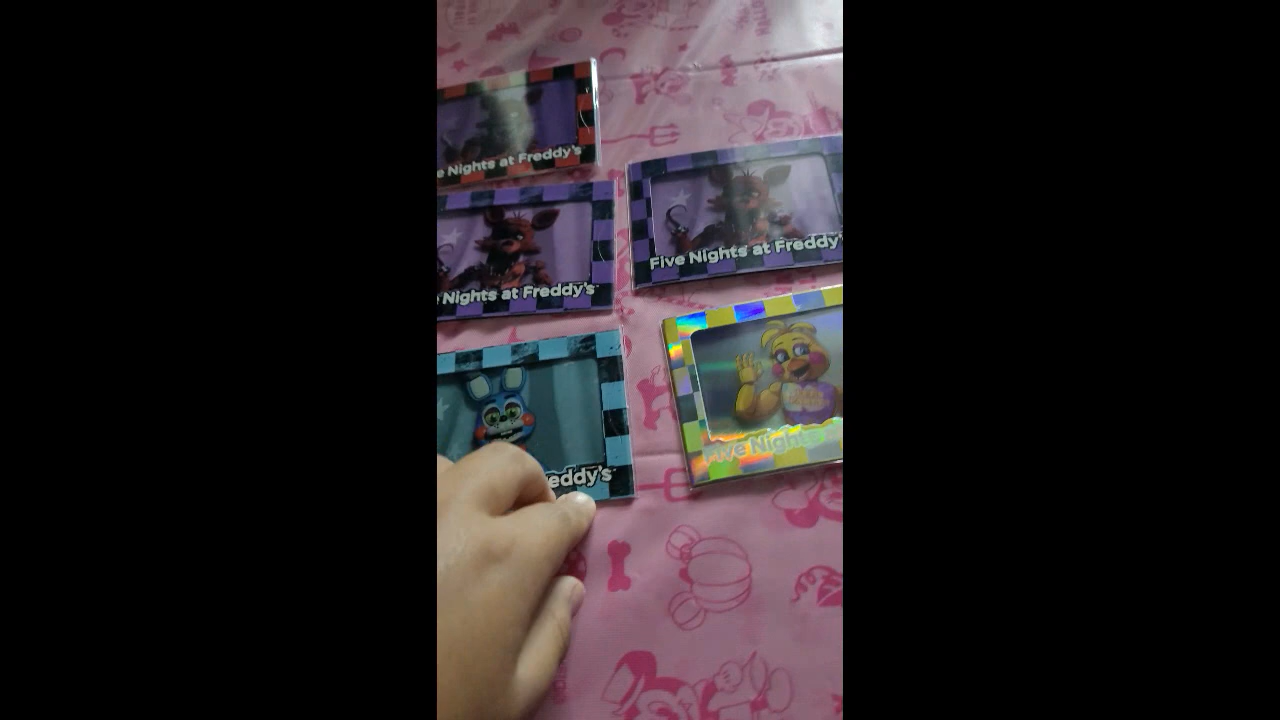 e Nights at Freddy's
Nights at Freddy's
Five Nights at Freddy'
eddy's
Five Nights